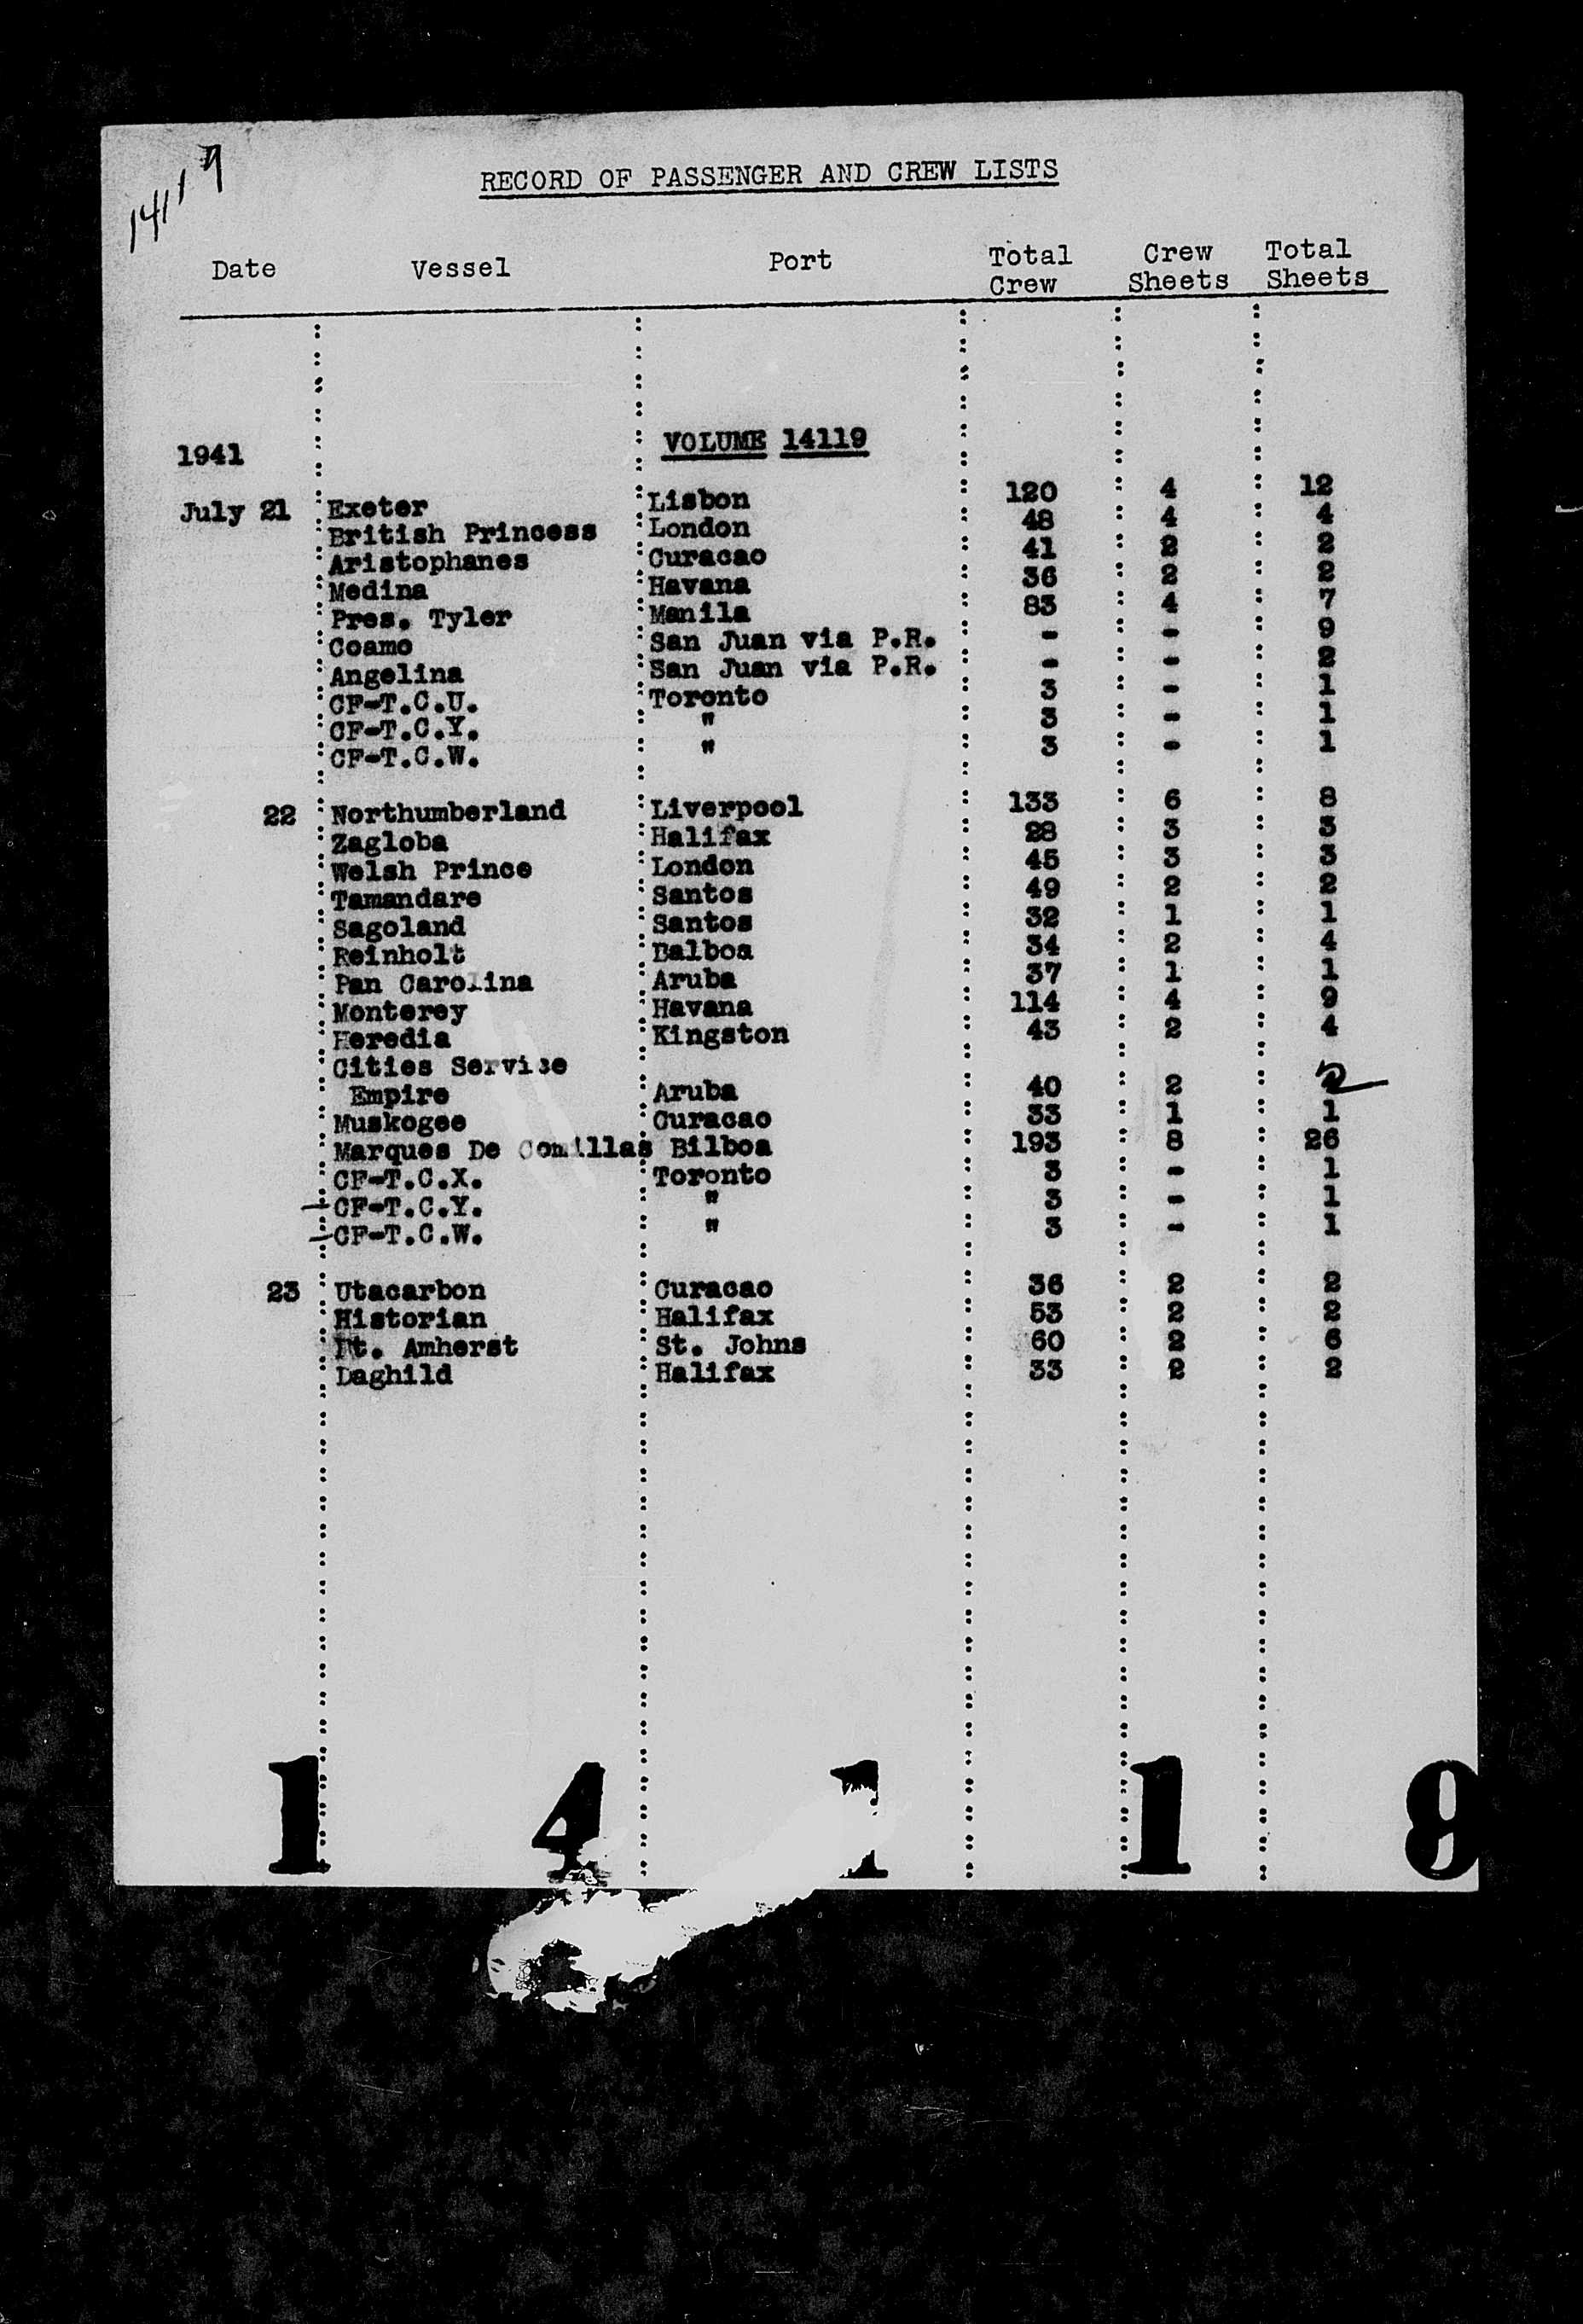 14119
RECORD OF PASSENGER AND CREW LISTS
Date Vessel Port Total Crew Crew Sheets Total Sheets
1941 VOLUME 14119
July 21 Exeter Lisbon 120 4 12
British Princess London 48 4 4
Aristophanes Curacao 41 2 2
Medina Havana 36 2 2
Pres. Tyler Manila 83 4 7
Coamo San Juan via P.R. - - 9
Angelina San Juan via P.R. - - 2
CF-T.C.U. Toronto 3 - 1
CF-T.C.Y. " 3 - 1
CF-T.C.W. " 3 - 1
22 Northumberland Liverpool 133 6 8
Zagloba Halifax 28 3 3
Welsh Prince London 45 3 3
Tamandare Santos 49 2 2
Sagoland Santos 32 1 1
Reinholt Balboa 34 2 4
Pan Carolina Aruba 37 1 1
Monterey Havana 114 4 9
Heredia Kingston 43 2 4
Cities Service
Empire Aruba 40 2 2
Muskogee Curacao 33 1 1
Marques De Comillas Bilboa 193 8 26
CF-T.C.X. Toronto 3 - 1
CF-T.C.Y. " 3 - 1
CF-T.C.W. " 3 - 1
23 Utacarbon Curacao 36 2 2
Historian Halifax 53 2 2
Ft. Amherst St. Johns 60 2 6
Daghild Halifax 33 2 2
1 4 1 1 9